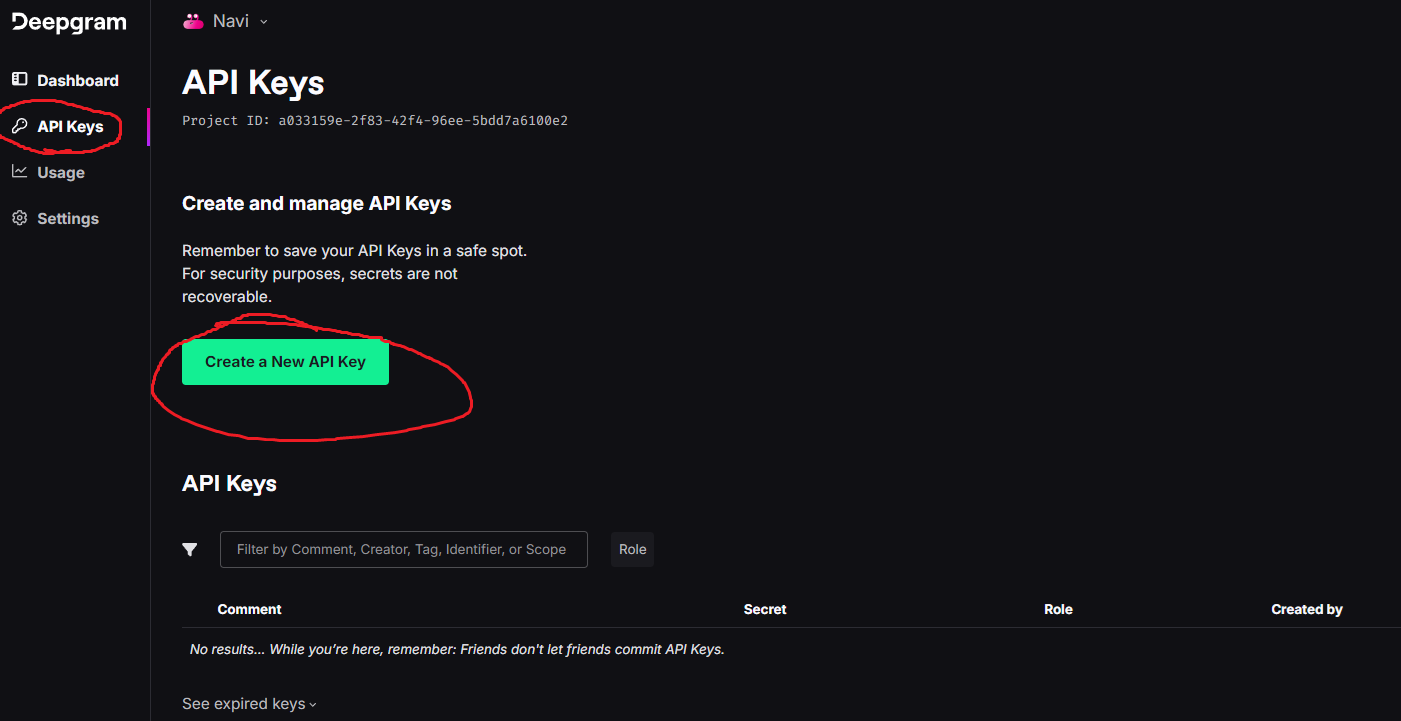 Deepgram
Navi
Dashboard
API Keys
Usage
Settings
API Keys
Project ID: a033159e-2f83-42f4-96ee-5bdd7a6100e2
Create and manage API Keys
Remember to save your API Keys in a safe spot.
For security purposes, secrets are not
recoverable.
Create a New API Key
API Keys
Filter by Comment, Creator, Tag, Identifier, or Scope
Role
Comment Secret Role Created by
No results... While you're here, remember: Friends don't let friends commit API Keys.
See expired keys